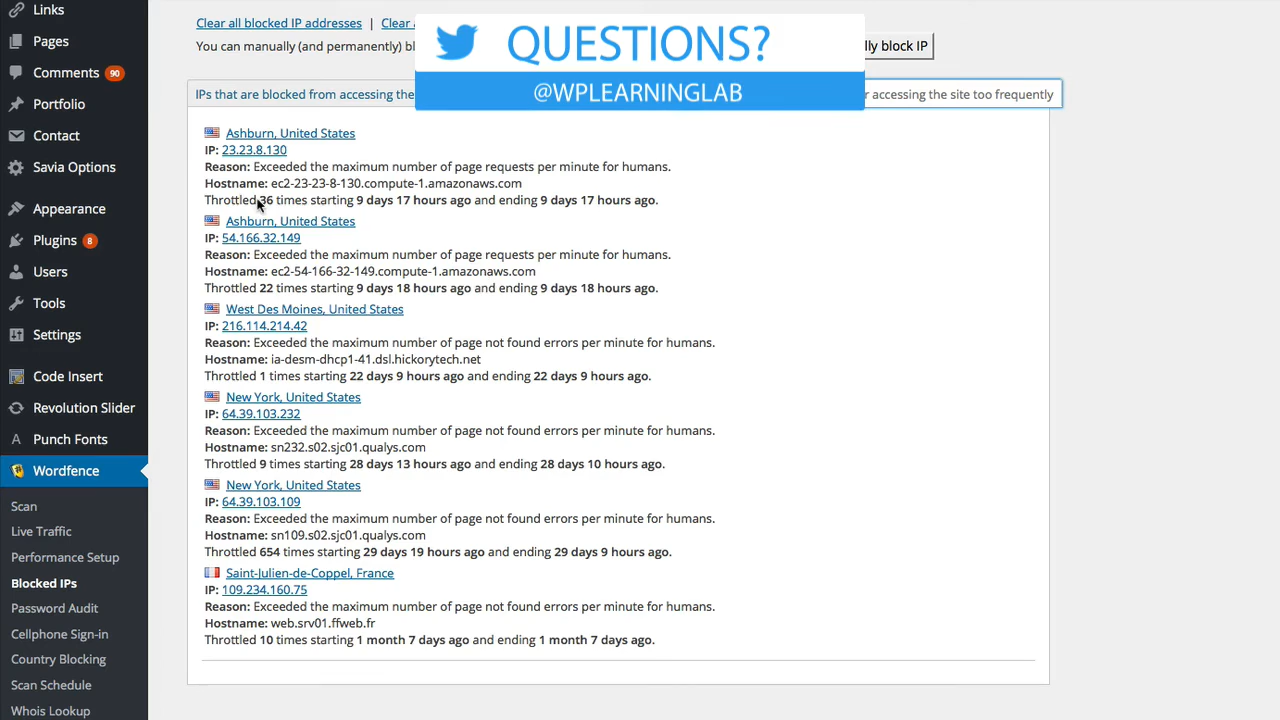 Links
Pages
Comments 90
Portfolio
Contact
Savia Options
Appearance
Plugins 8
Users
Tools
Settings
Code Insert
Revolution Slider
Punch Fonts
Wordfence
Scan
Live Traffic
Performance Setup
Blocked IPs
Password Audit
Cellphone Sign-in
Country Blocking
Scan Schedule
Whois Lookup
Clear all blocked IP addresses | Clear
You can manually (and permanently) bl
lly block IP
QUESTIONS?
@WPLEARNINGLAB
IPs that are blocked from accessing the
accessing the site too frequently
Ashburn, United States
IP: 23.23.8.130
Reason: Exceeded the maximum number of page requests per minute for humans.
Hostname: ec2-23-23-8-130.compute-1.amazonaws.com
Throttled 36 times starting 9 days 17 hours ago and ending 9 days 17 hours ago.
Ashburn, United States
IP: 54.166.32.149
Reason: Exceeded the maximum number of page requests per minute for humans.
Hostname: ec2-54-166-32-149.compute-1.amazonaws.com
Throttled 22 times starting 9 days 18 hours ago and ending 9 days 18 hours ago.
West Des Moines, United States
IP: 216.114.214.42
Reason: Exceeded the maximum number of page not found errors per minute for humans.
Hostname: ia-desm-dhcp1-41.dsl.hickorytech.net
Throttled 1 times starting 22 days 9 hours ago and ending 22 days 9 hours ago.
New York, United States
IP: 64.39.103.232
Reason: Exceeded the maximum number of page not found errors per minute for humans.
Hostname: sn232.s02.sjc01.qualys.com
Throttled 9 times starting 28 days 13 hours ago and ending 28 days 10 hours ago.
New York, United States
IP: 64.39.103.109
Reason: Exceeded the maximum number of page not found errors per minute for humans.
Hostname: sn109.s02.sjc01.qualys.com
Throttled 654 times starting 29 days 19 hours ago and ending 29 days 9 hours ago.
Saint-Julien-de-Coppel, France
IP: 109.234.160.75
Reason: Exceeded the maximum number of page not found errors per minute for humans.
Hostname: web.srv01.ffweb.fr
Throttled 10 times starting 1 month 7 days ago and ending 1 month 7 days ago.